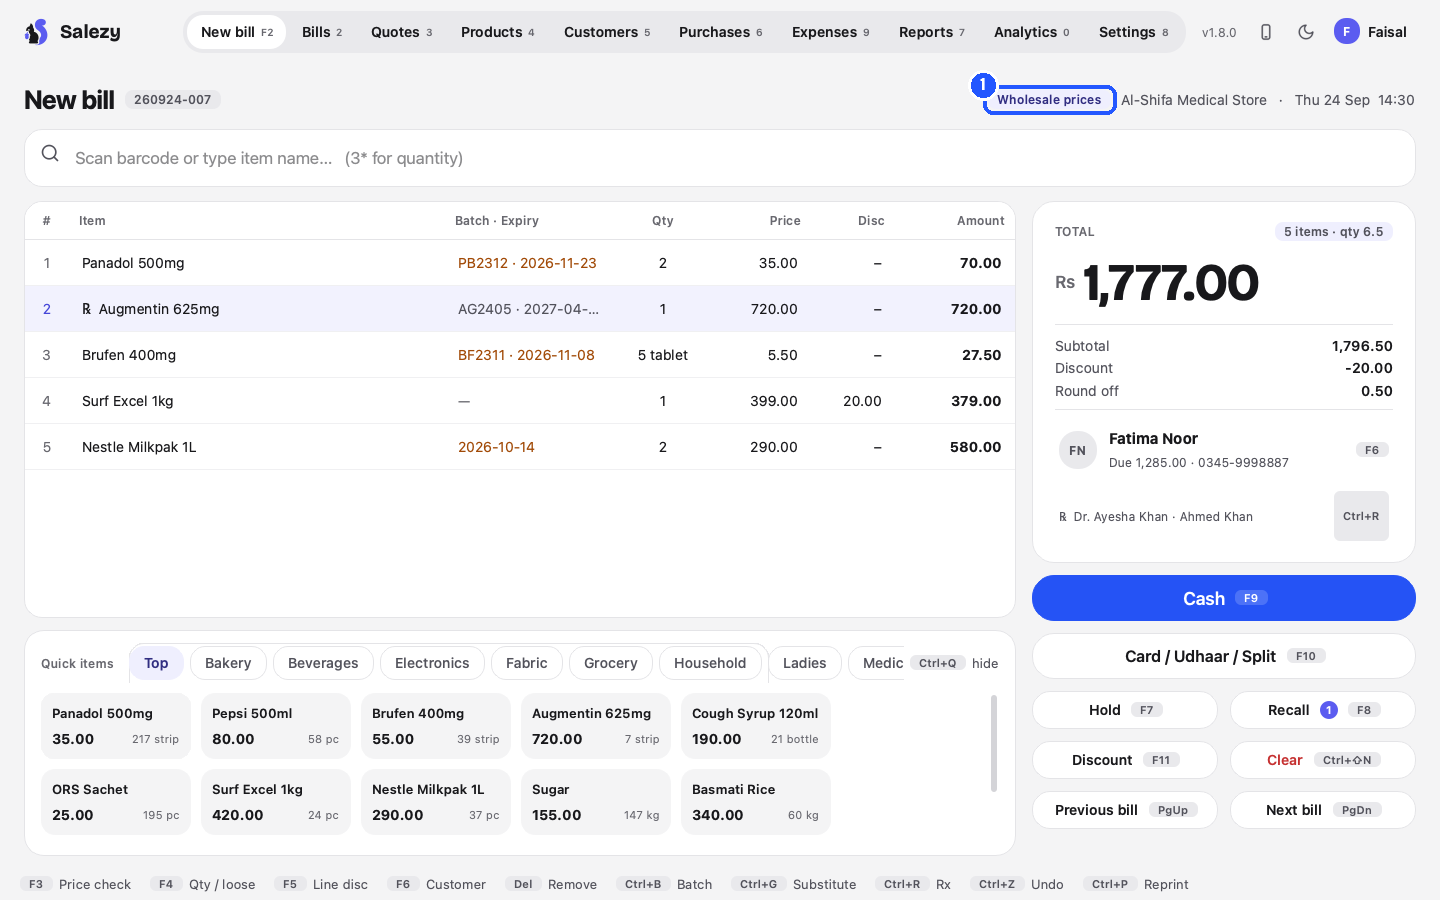 Salezy
New bill F2 Bills 2 Quotes 3 Products 4 Customers 5 Purchases 6 Expenses 9 Reports 7 Analytics 0 Settings 8
v1.8.0
F Faisal
New bill 260924-007
1 Wholesale prices Al-Shifa Medical Store · Thu 24 Sep 14:30
Scan barcode or type item name... (3* for quantity)
# Item Batch · Expiry Qty Price Disc Amount
1 Panadol 500mg PB2312 · 2026-11-23 2 35.00 – 70.00
2 ℞ Augmentin 625mg AG2405 · 2027-04-... 1 720.00 – 720.00
3 Brufen 400mg BF2311 · 2026-11-08 5 tablet 5.50 – 27.50
4 Surf Excel 1kg — 1 399.00 20.00 379.00
5 Nestle Milkpak 1L 2026-10-14 2 290.00 – 580.00
TOTAL 5 items · qty 6.5
Rs 1,777.00
Subtotal 1,796.50
Discount -20.00
Round off 0.50
FN Fatima Noor F6
Due 1,285.00 · 0345-9998887
℞ Dr. Ayesha Khan · Ahmed Khan Ctrl+R
Cash F9
Card / Udhaar / Split F10
Hold F7 Recall 1 F8
Discount F11 Clear Ctrl+⇧N
Previous bill PgUp Next bill PgDn
Quick items Top Bakery Beverages Electronics Fabric Grocery Household Ladies Medic Ctrl+Q hide
Panadol 500mg Pepsi 500ml Brufen 400mg Augmentin 625mg Cough Syrup 120ml
35.00 217 strip 80.00 58 pc 55.00 39 strip 720.00 7 strip 190.00 21 bottle
ORS Sachet Surf Excel 1kg Nestle Milkpak 1L Sugar Basmati Rice
25.00 195 pc 420.00 24 pc 290.00 37 pc 155.00 147 kg 340.00 60 kg
F3 Price check F4 Qty / loose F5 Line disc F6 Customer Del Remove Ctrl+B Batch Ctrl+G Substitute Ctrl+R Rx Ctrl+Z Undo Ctrl+P Reprint